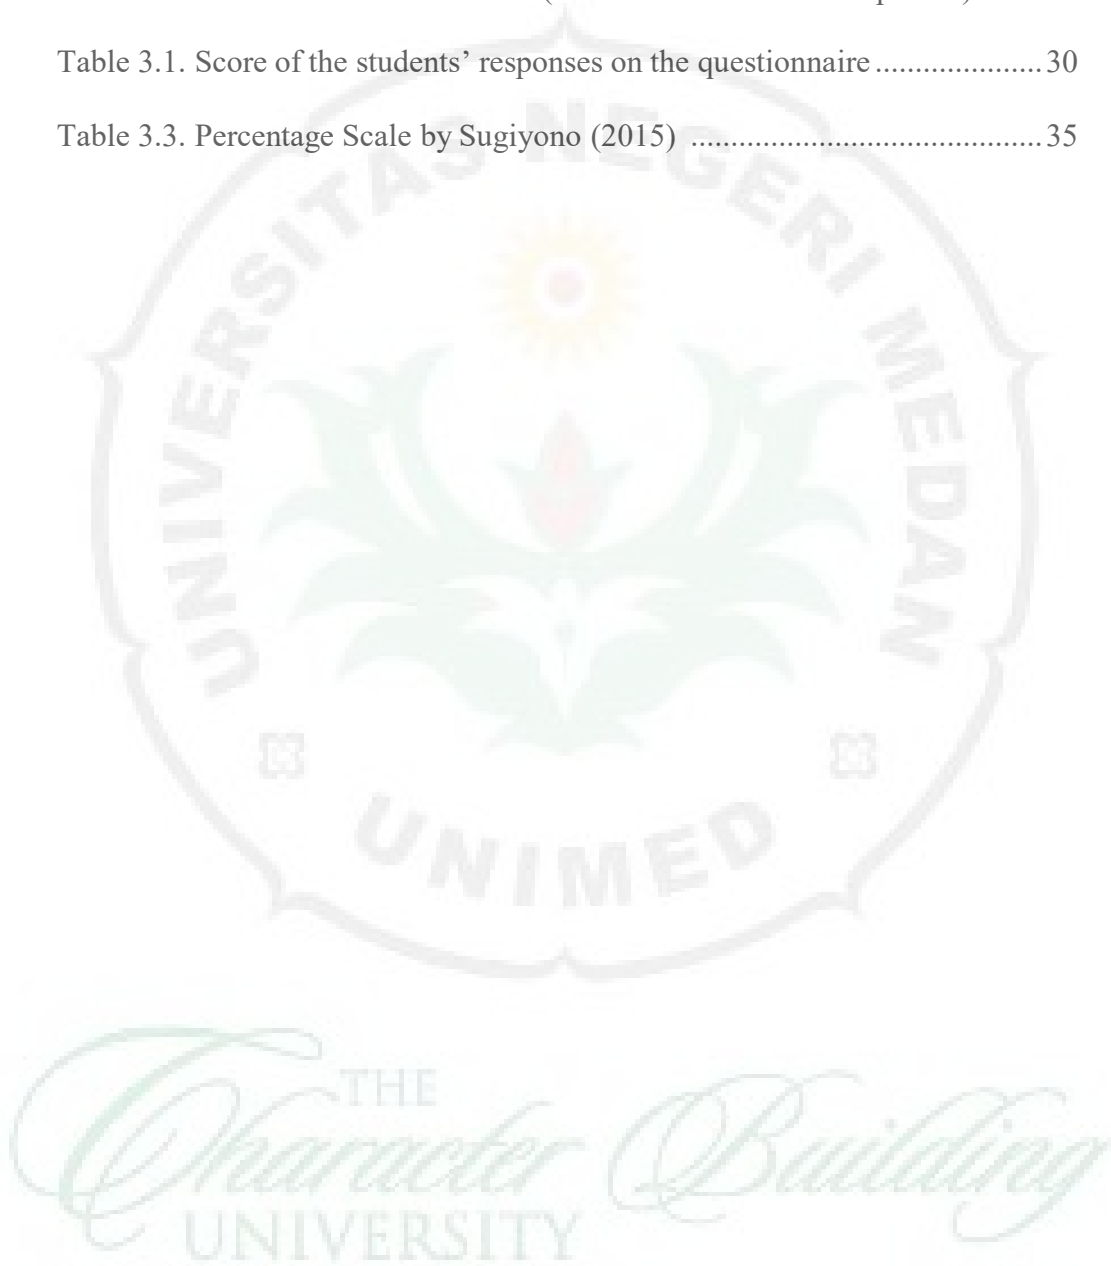 Table 3.1. Score of the students’ responses on the questionnaire ..................... 30
Table 3.3. Percentage Scale by Sugiyono (2015) ............................................ 35
UNIVERSITAS NEGERI MEDAN
UNIMED
THE
Character Building
UNIVERSITY